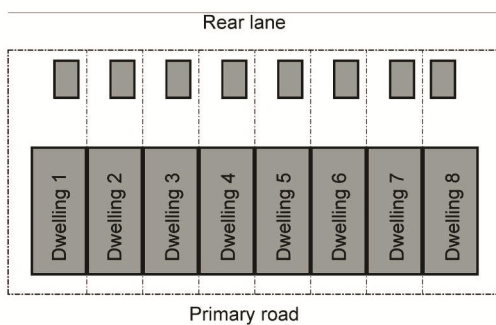 Rear lane
Dwelling 1
Dwelling 2
Dwelling 3
Dwelling 4
Dwelling 5
Dwelling 6
Dwelling 7
Dwelling 8
Primary road